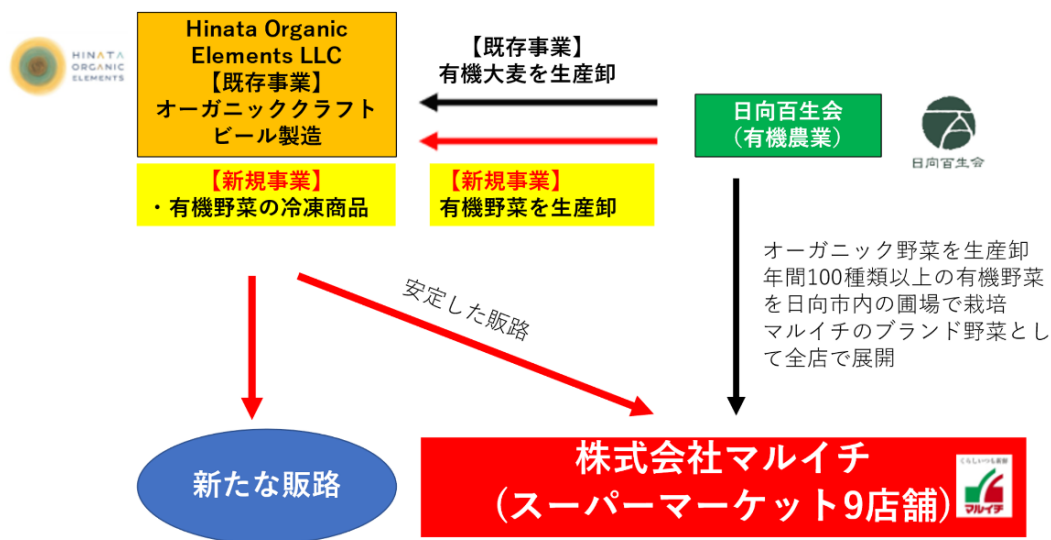 HINATA
ORGANIC
ELEMENTS
Hinata Organic
Elements LLC
【既存事業】
オーガニッククラフト
ビール製造
【新規事業】
・有機野菜の冷凍商品
【既存事業】
有機大麦を生産卸
【新規事業】
有機野菜を生産卸
日向百生会
（有機農業）
日向百生会
オーガニック野菜を生産卸
年間100種類以上の有機野菜
を日向市内の圃場で栽培
マルイチのブランド野菜とし
て全店で展開
安定した販路
新たな販路
株式会社マルイチ
(スーパーマーケット9店舗)
くらしいつも新鮮
マルイチ